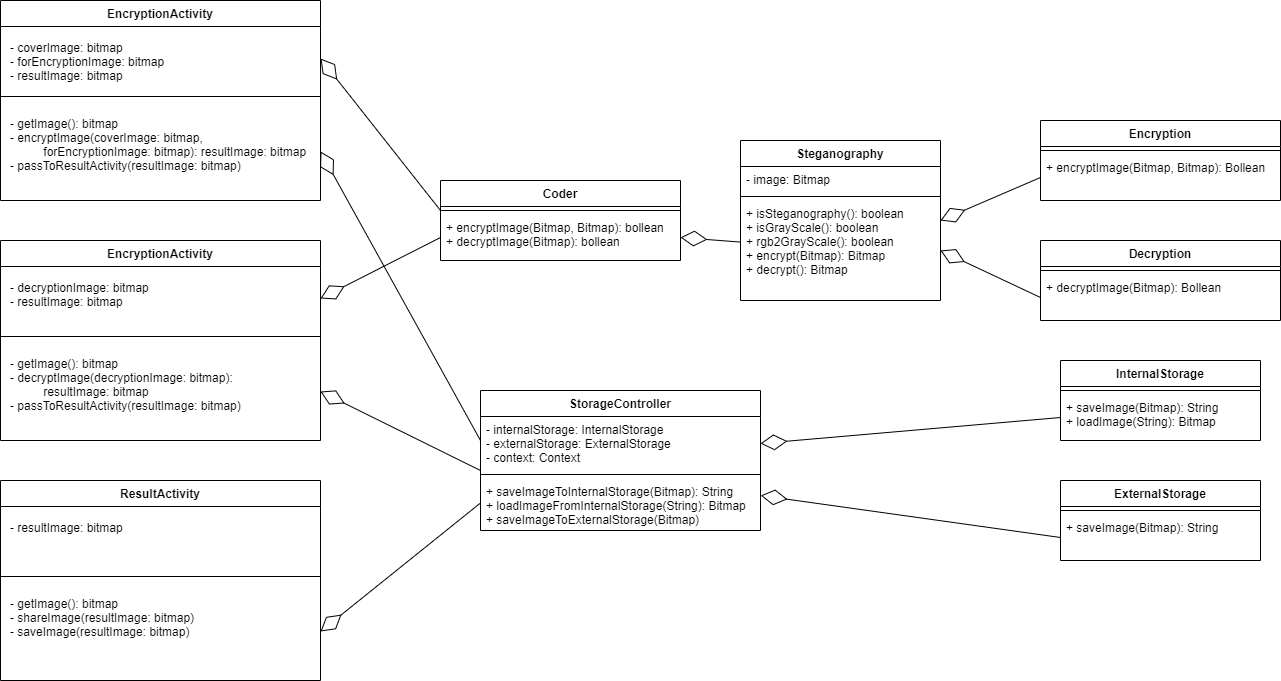 EncryptionActivity
- coverImage: bitmap
- forEncryptionImage: bitmap
- resultImage: bitmap
- getImage(): bitmap
- encryptImage(coverImage: bitmap,
forEncryptionImage: bitmap): resultImage: bitmap
- passToResultActivity(resultImage: bitmap)
EncryptionActivity
- decryptionImage: bitmap
- resultImage: bitmap
- getImage(): bitmap
- decryptImage(decryptionImage: bitmap):
resultImage: bitmap
- passToResultActivity(resultImage: bitmap)
ResultActivity
- resultImage: bitmap
- getImage(): bitmap
- shareImage(resultImage: bitmap)
- saveImage(resultImage: bitmap)
Coder
+ encryptImage(Bitmap, Bitmap): bollean
+ decryptImage(Bitmap): bollean
StorageController
- internalStorage: InternalStorage
- externalStorage: ExternalStorage
- context: Context
+ saveImageToInternalStorage(Bitmap): String
+ loadImageFromInternalStorage(String): Bitmap
+ saveImageToExternalStorage(Bitmap)
Steganography
- image: Bitmap
+ isSteganography(): boolean
+ isGrayScale(): boolean
+ rgb2GrayScale(): boolean
+ encrypt(Bitmap): Bitmap
+ decrypt(): Bitmap
Encryption
+ encryptImage(Bitmap, Bitmap): Bollean
Decryption
+ decryptImage(Bitmap): Bollean
InternalStorage
+ saveImage(Bitmap): String
+ loadImage(String): Bitmap
ExternalStorage
+ saveImage(Bitmap): String